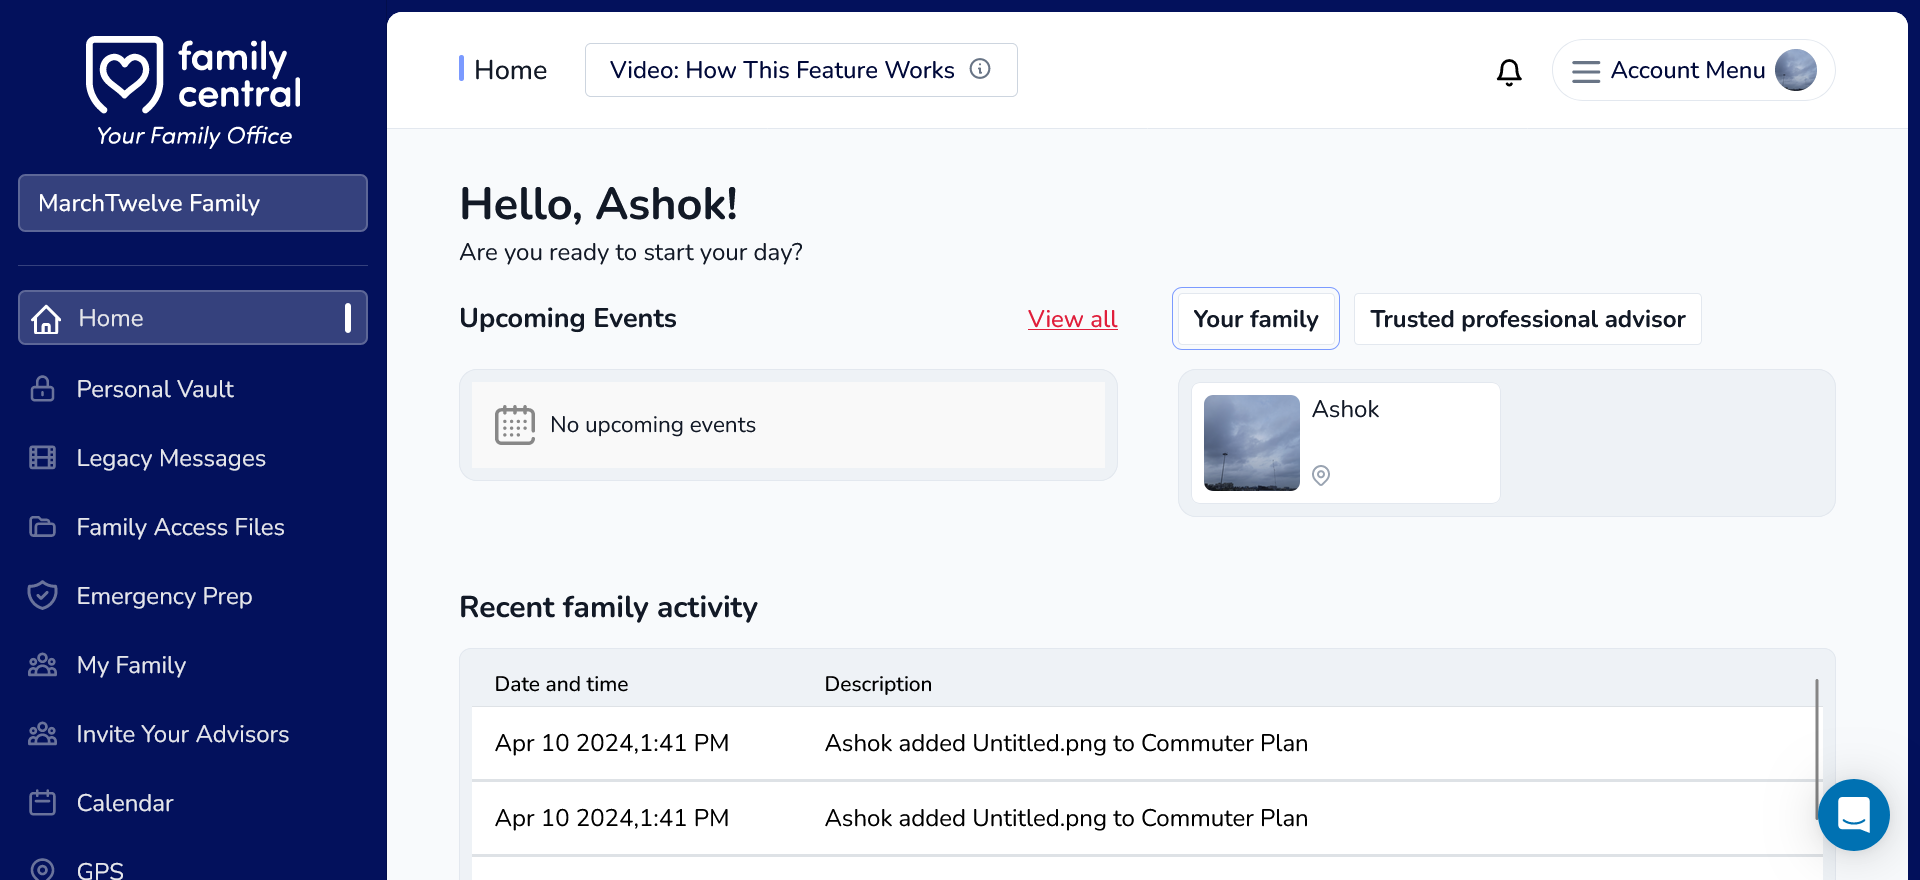 family
central
Your Family Office
MarchTwelve Family
Home
Personal Vault
Legacy Messages
Family Access Files
Emergency Prep
My Family
Invite Your Advisors
Calendar
GPS
Home
Video: How This Feature Works
Account Menu
Hello, Ashok!
Are you ready to start your day?
Upcoming Events
View all
No upcoming events
Your family
Trusted professional advisor
Ashok
Recent family activity
Date and time Description
Apr 10 2024,1:41 PM Ashok added Untitled.png to Commuter Plan
Apr 10 2024,1:41 PM Ashok added Untitled.png to Commuter Plan